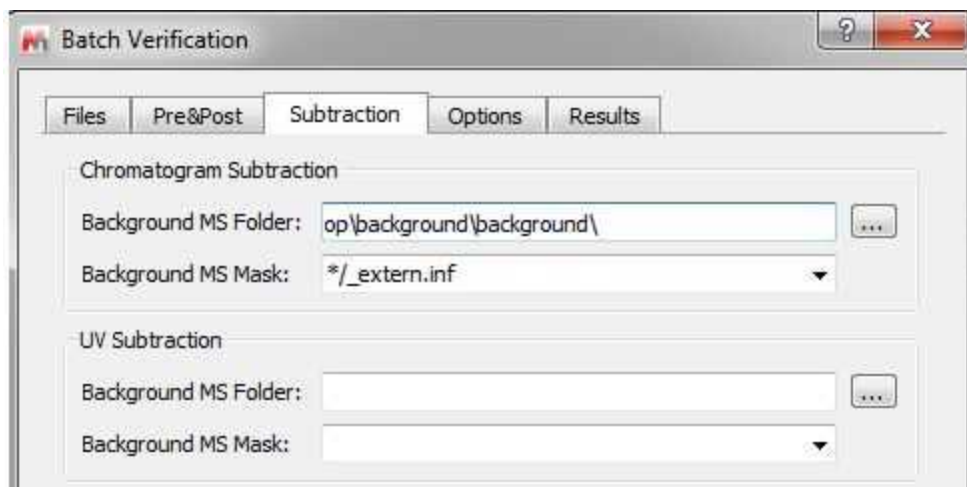 Batch Verification
Files Pre&Post Subtraction Options Results
Chromatogram Subtraction
Background MS Folder: op\background\background\ ...
Background MS Mask: */_extern.inf
UV Subtraction
Background MS Folder: ...
Background MS Mask: